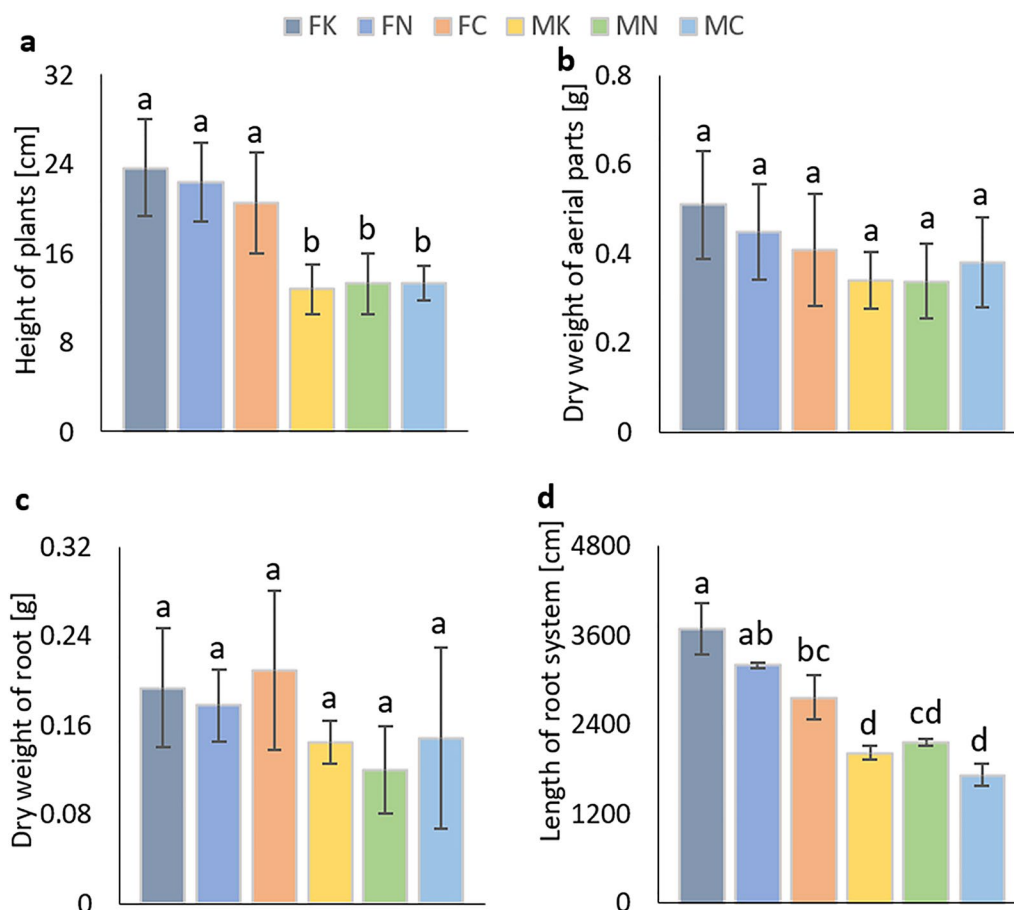 FK FN FC MK MN MC
a
Height of plants [cm]
32
24
16
8
0
a a a b b b
b
Dry weight of aerial parts [g]
0.8
0.6
0.4
0.2
0
a a a a a a
c
Dry weight of root [g]
0.32
0.24
0.16
0.08
0
a a a a a a
d
Length of root system [cm]
4800
3600
2400
1200
0
a ab bc d cd d